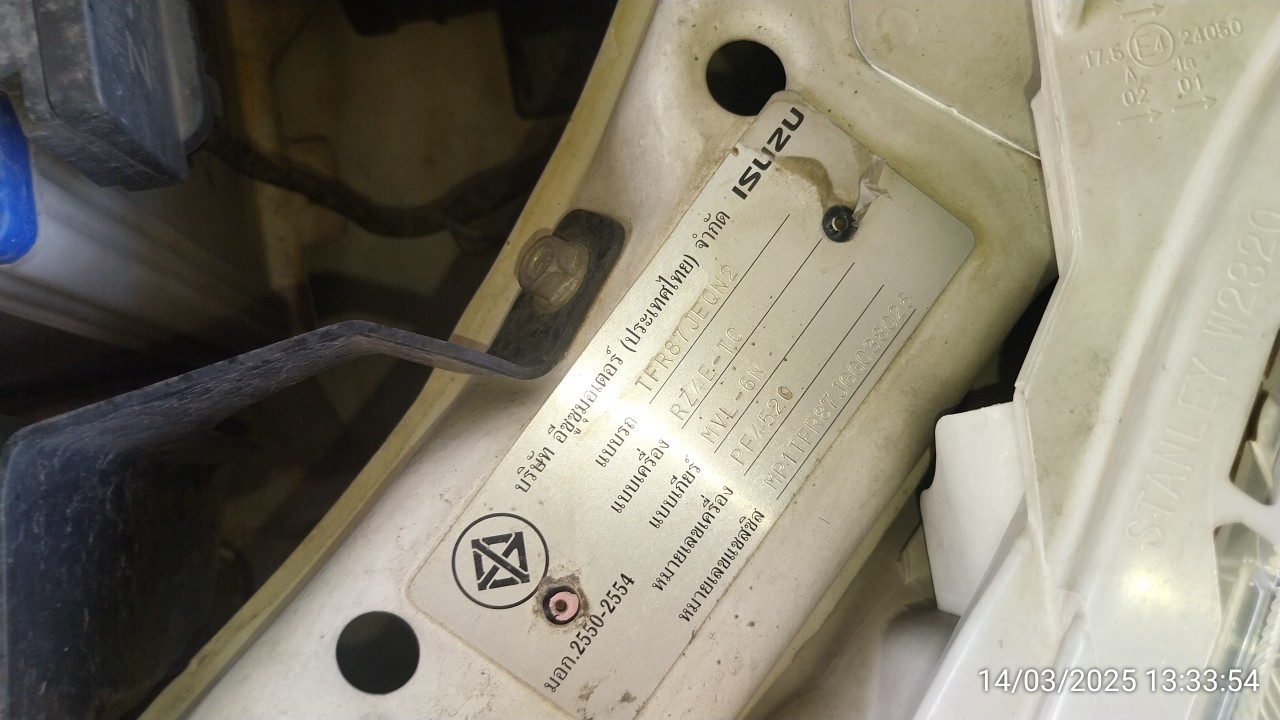 ISUZU
บริษัท อีซูซุมอเตอร์ (ประเทศไทย) จำกัด
แบบรถ TFR87JEQN2
แบบเครื่อง RZ4E-TC
แบบเกียร์ MVL-6N
หมายเลขเครื่อง PF4520
หมายเลขแชสซิส
มอก.2550-2554
17.5 E4 24050
A 1a
02 01
STANLEY W2320
14/03/2025 13:33:54